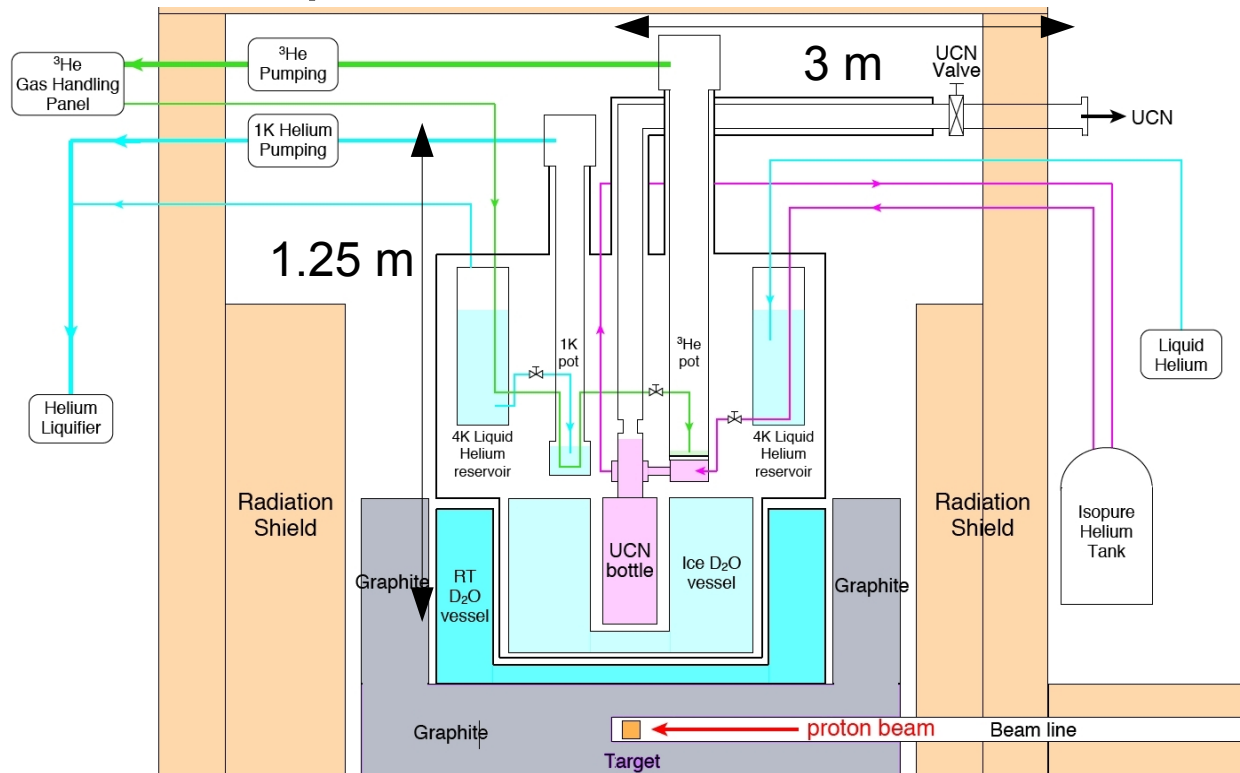 ³He
Pumping
³He
Gas Handling
Panel
3 m
UCN
Valve
UCN
1K Helium
Pumping
1.25 m
1K
pot
³He
pot
Liquid
Helium
Helium
Liquifier
4K Liquid
Helium
reservoir
4K Liquid
Helium
reservoir
Radiation
Shield
Radiation
Shield
Isopure
Helium
Tank
Graphite
RT
D₂O
vessel
UCN
bottle
Ice D₂O
vessel
Graphite
Graphite
proton beam
Beam line
Target